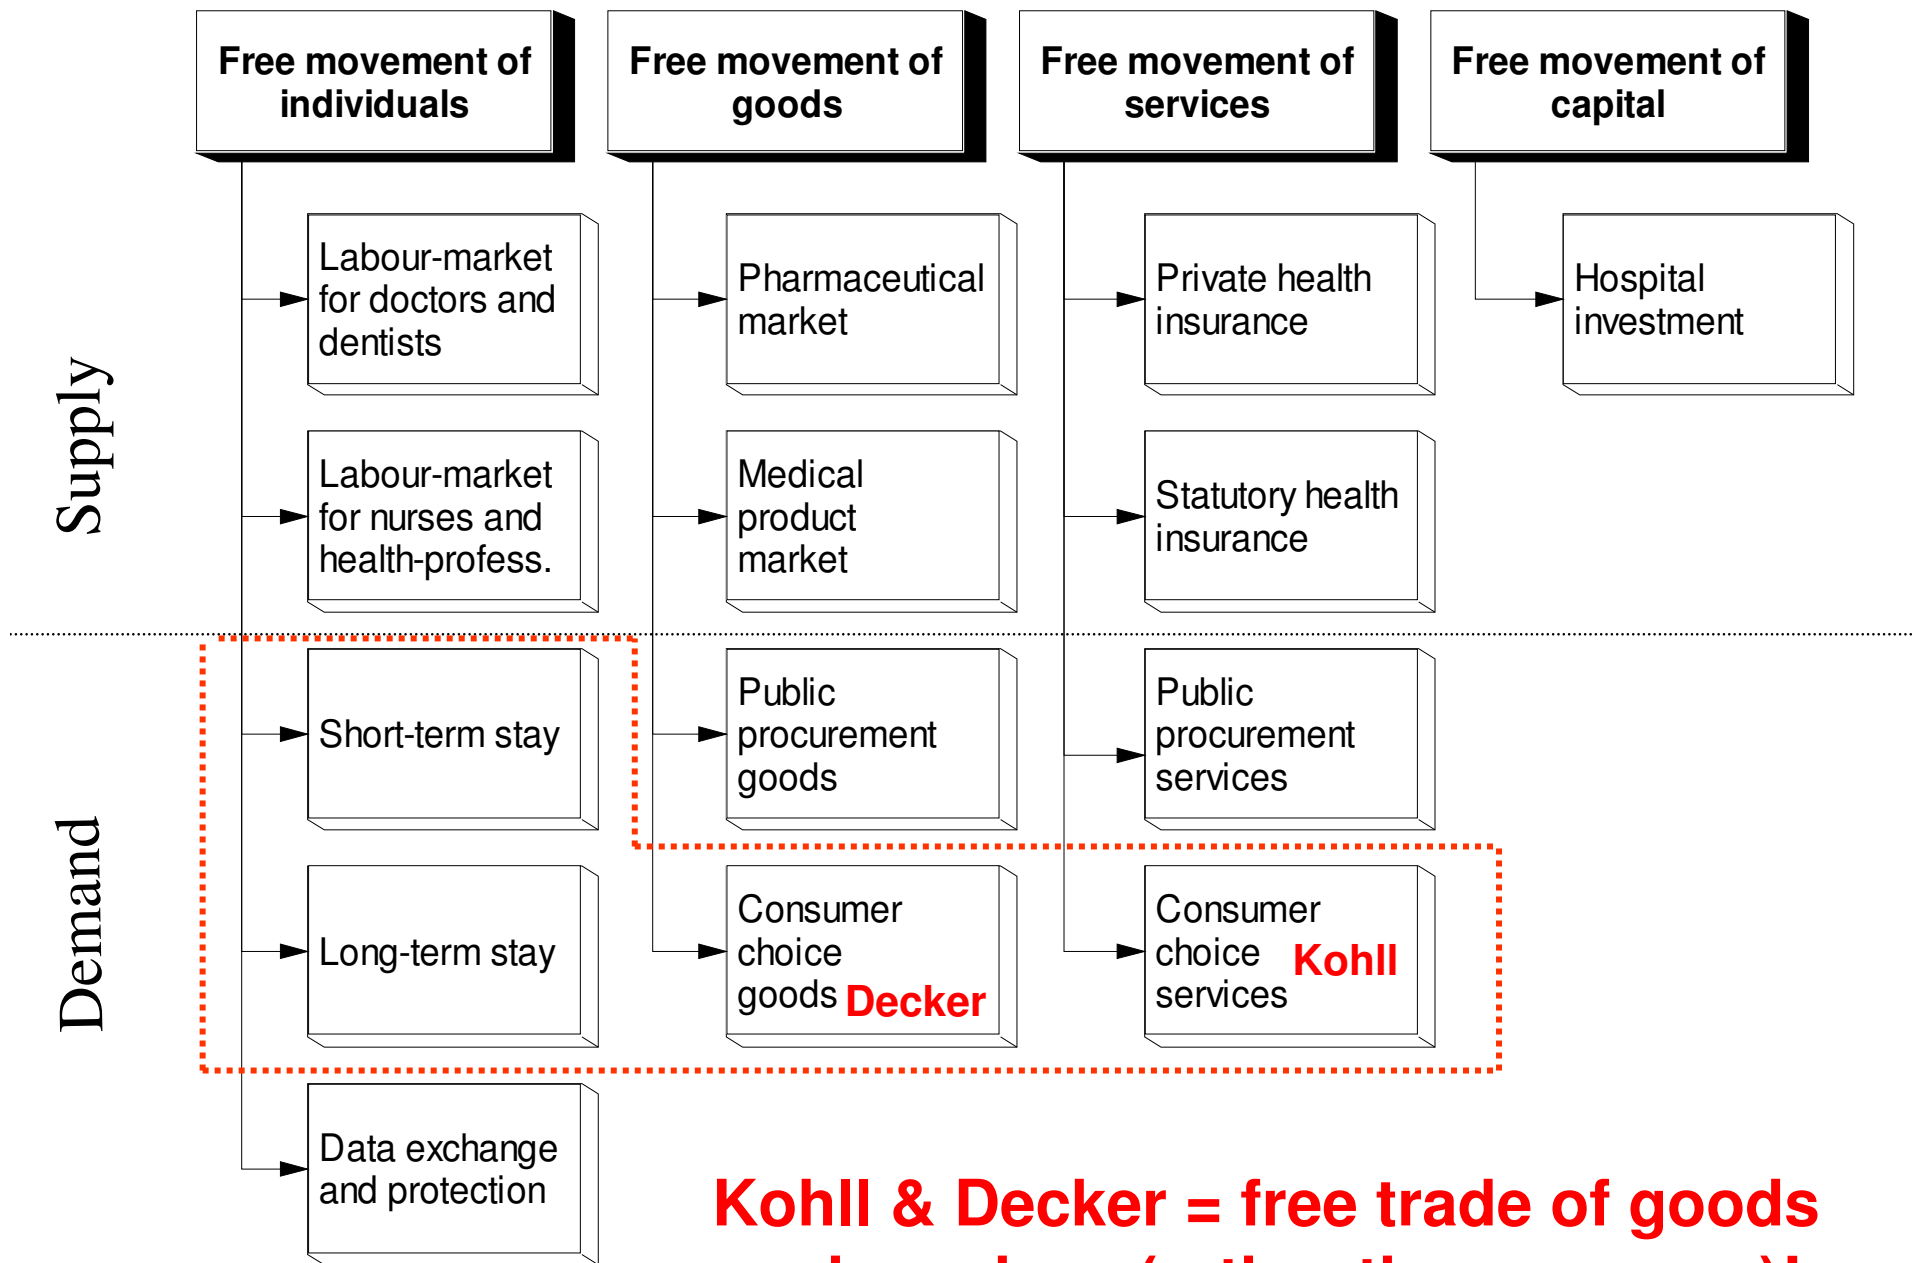 Free movement of
individuals
Free movement of
goods
Free movement of
services
Free movement of
capital
Supply
Labour-market
for doctors and
dentists
Pharmaceutical
market
Private health
insurance
Hospital
investment
Labour-market
for nurses and
health-profess.
Medical
product
market
Statutory health
insurance
Demand
Short-term stay
Public
procurement
goods
Public
procurement
services
Long-term stay
Consumer
choice
goods Decker
Consumer
choice Kohll
services
Data exchange
and protection
Kohll & Decker = free trade of goods